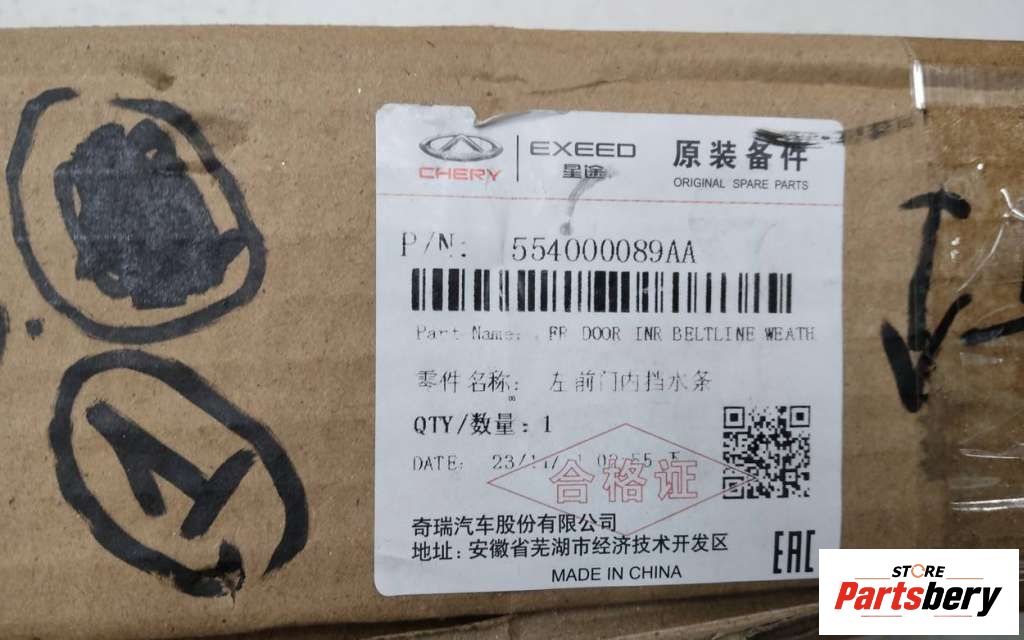 CHERY
EXEED
星途
原装备件
ORIGINAL SPARE PARTS
P/N: 554000089AA
Part Name: FR DOOR INR BELTLINE WEATH
零件名称: 左前门内挡水条
QTY/数量: 1
DATE: 23/11/
合格证
奇瑞汽车股份有限公司
地址:安徽省芜湖市经济技术开发区
MADE IN CHINA
EAC
STORE
Partsbery